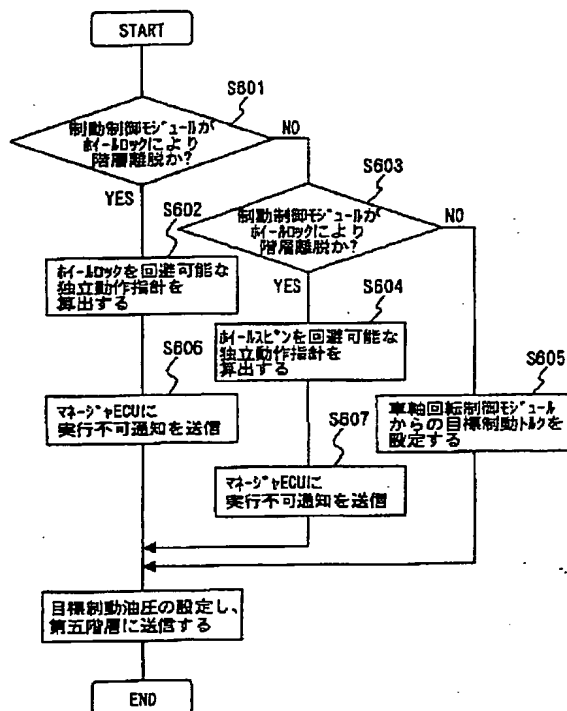 START
S601
制動制御モジュールが
ホイールロックにより
階層離脱か?
NO
YES
S603
制動制御モジュールが
ホイールロックにより
階層離脱か?
NO
YES
S602
ホイールロックを回避可能な
独立動作指針を
算出する
S604
ホイールスピンを回避可能な
独立動作指針を
算出する
S605
車軸回転制御モジュール
からの目標制動トルクを
設定する
S606
マネージャECUに
実行不可通知を送信
S607
マネージャECUに
実行不可通知を送信
目標制動油圧の設定し、
第五階層に送信する
END